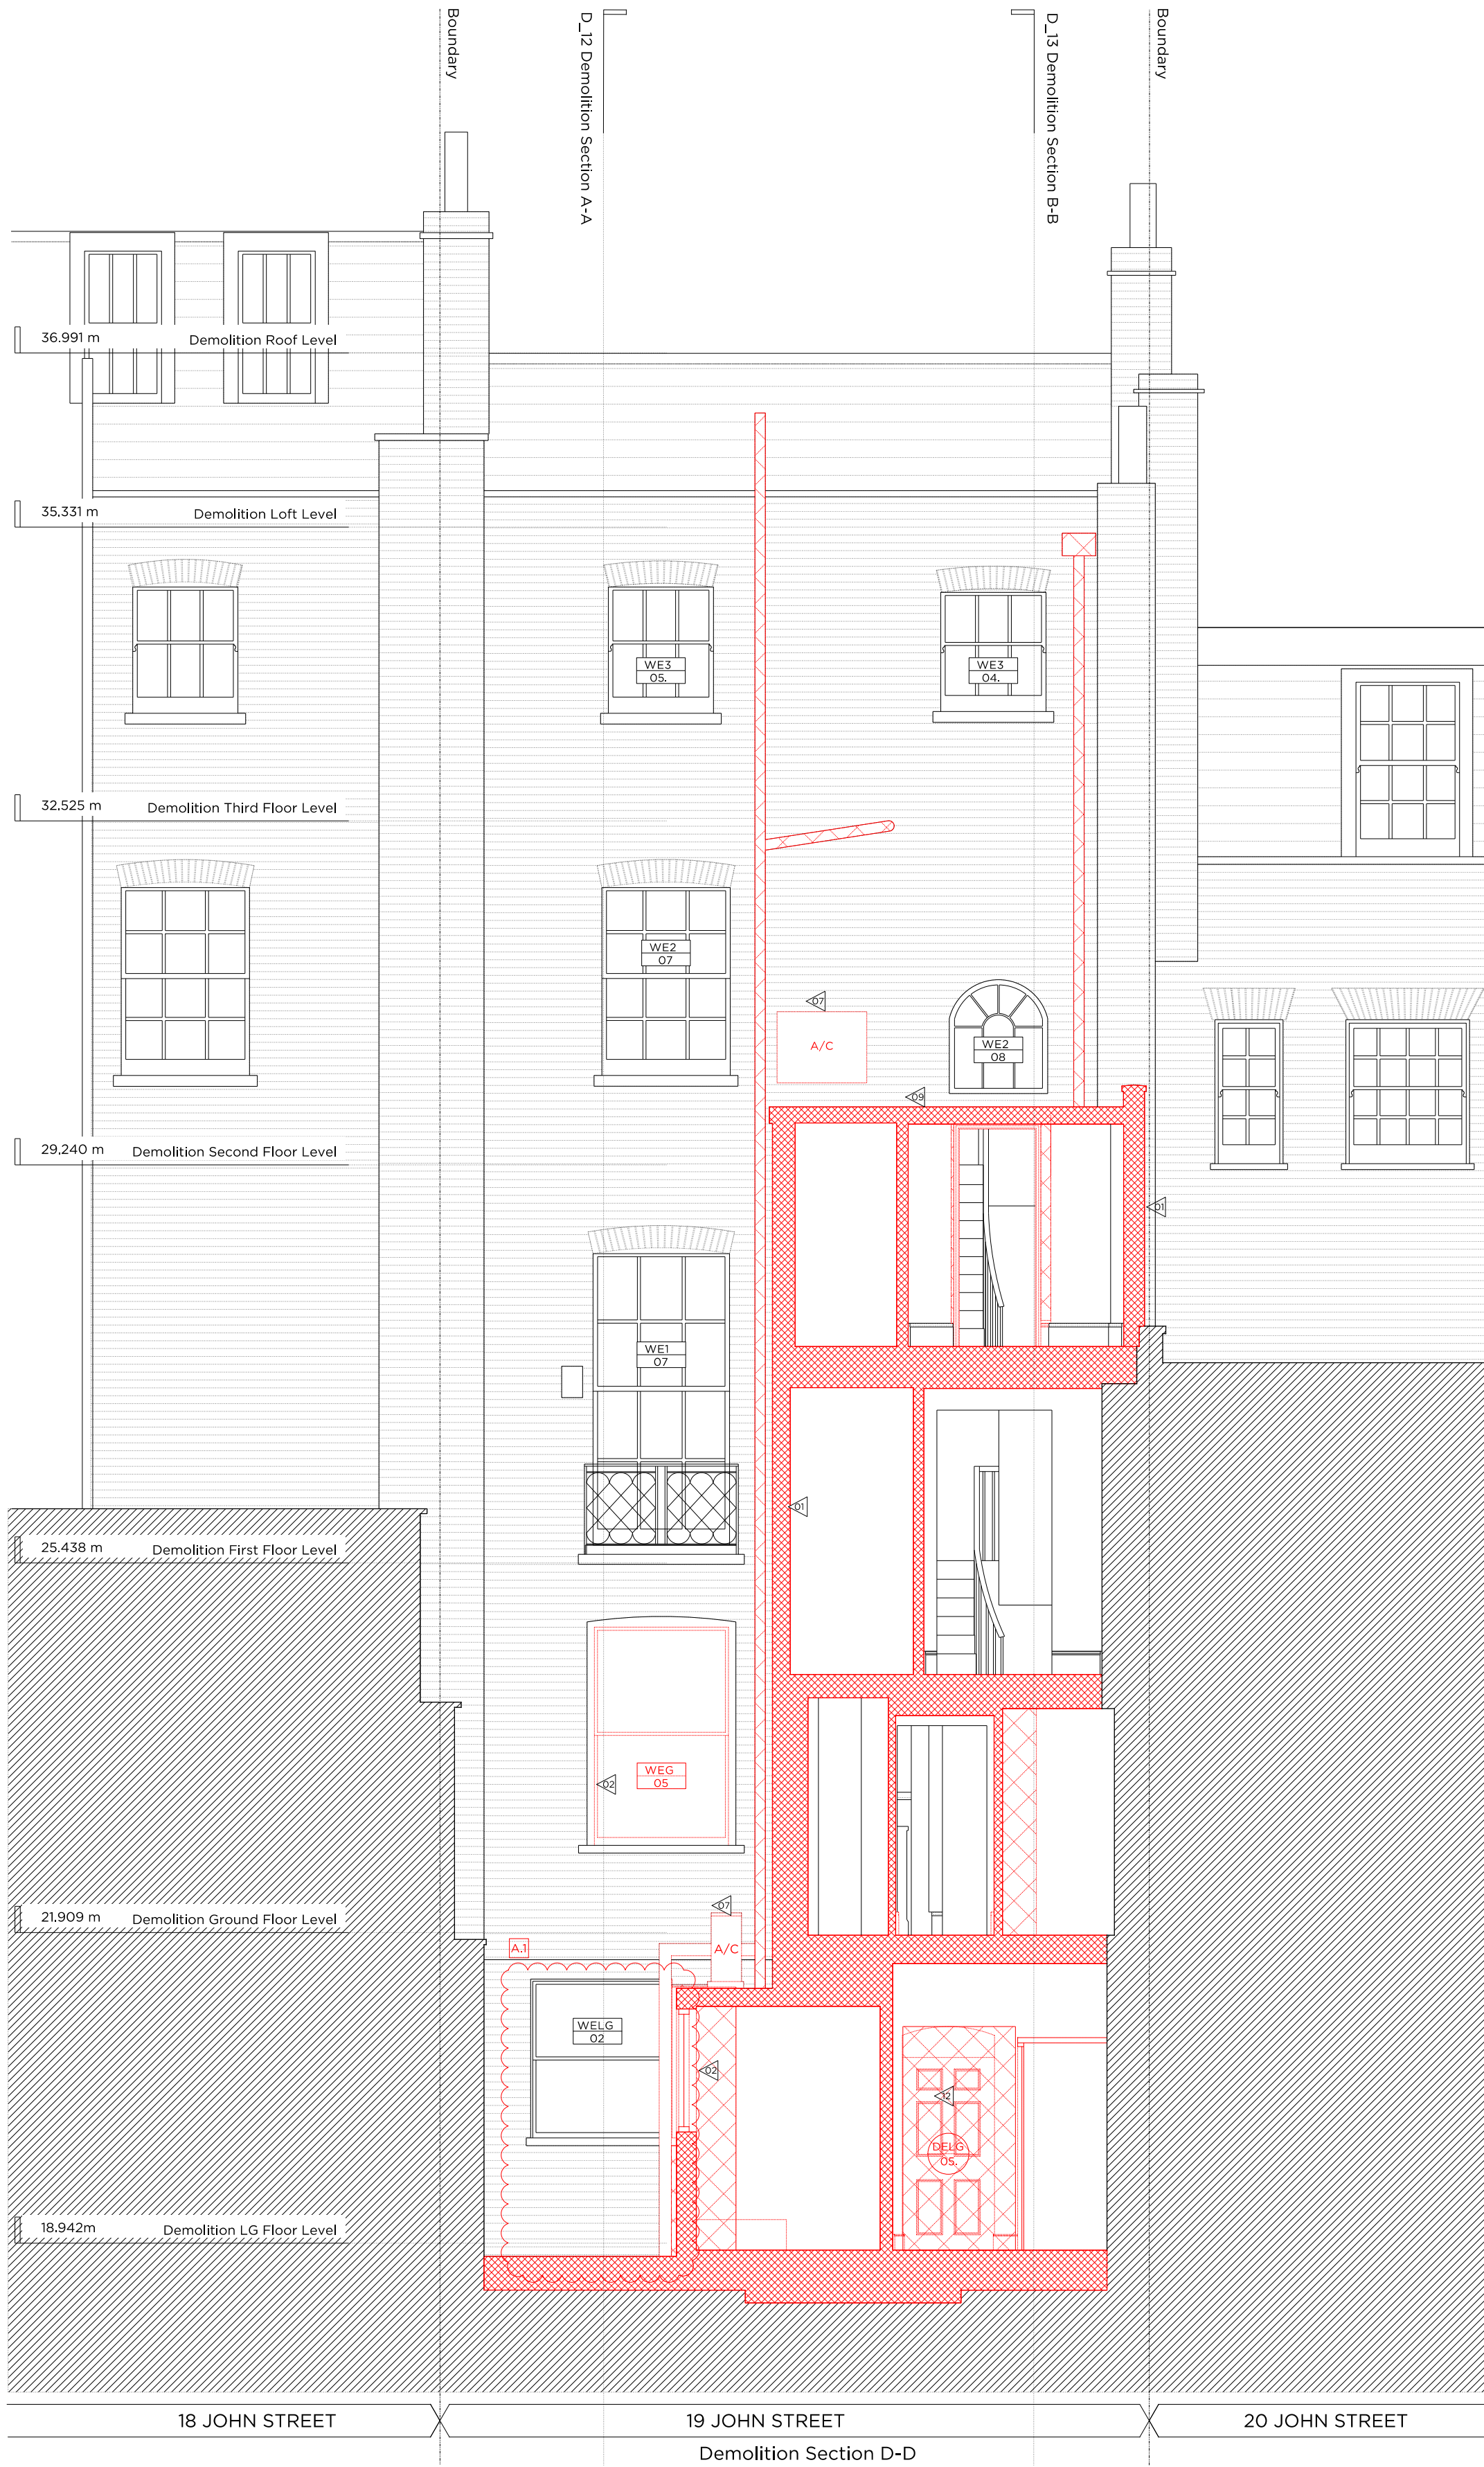 Boundary
D_12 Demolition Section A-A
D_13 Demolition Section B-B
Boundary
36.991 m Demolition Roof Level
35.331 m Demolition Loft Level
WE3
05.
WE3
04.
32.525 m Demolition Third Floor Level
WE2
07
07
A/C
WE2
08
09
29.240 m Demolition Second Floor Level
01
WE1
07
01
25.438 m Demolition First Floor Level
WEG
05
02
07
21.909 m Demolition Ground Floor Level
A.1
A/C
WELG
02
02
12
DELG
05.
18.942m Demolition LG Floor Level
18 JOHN STREET
19 JOHN STREET
20 JOHN STREET
Demolition Section D-D